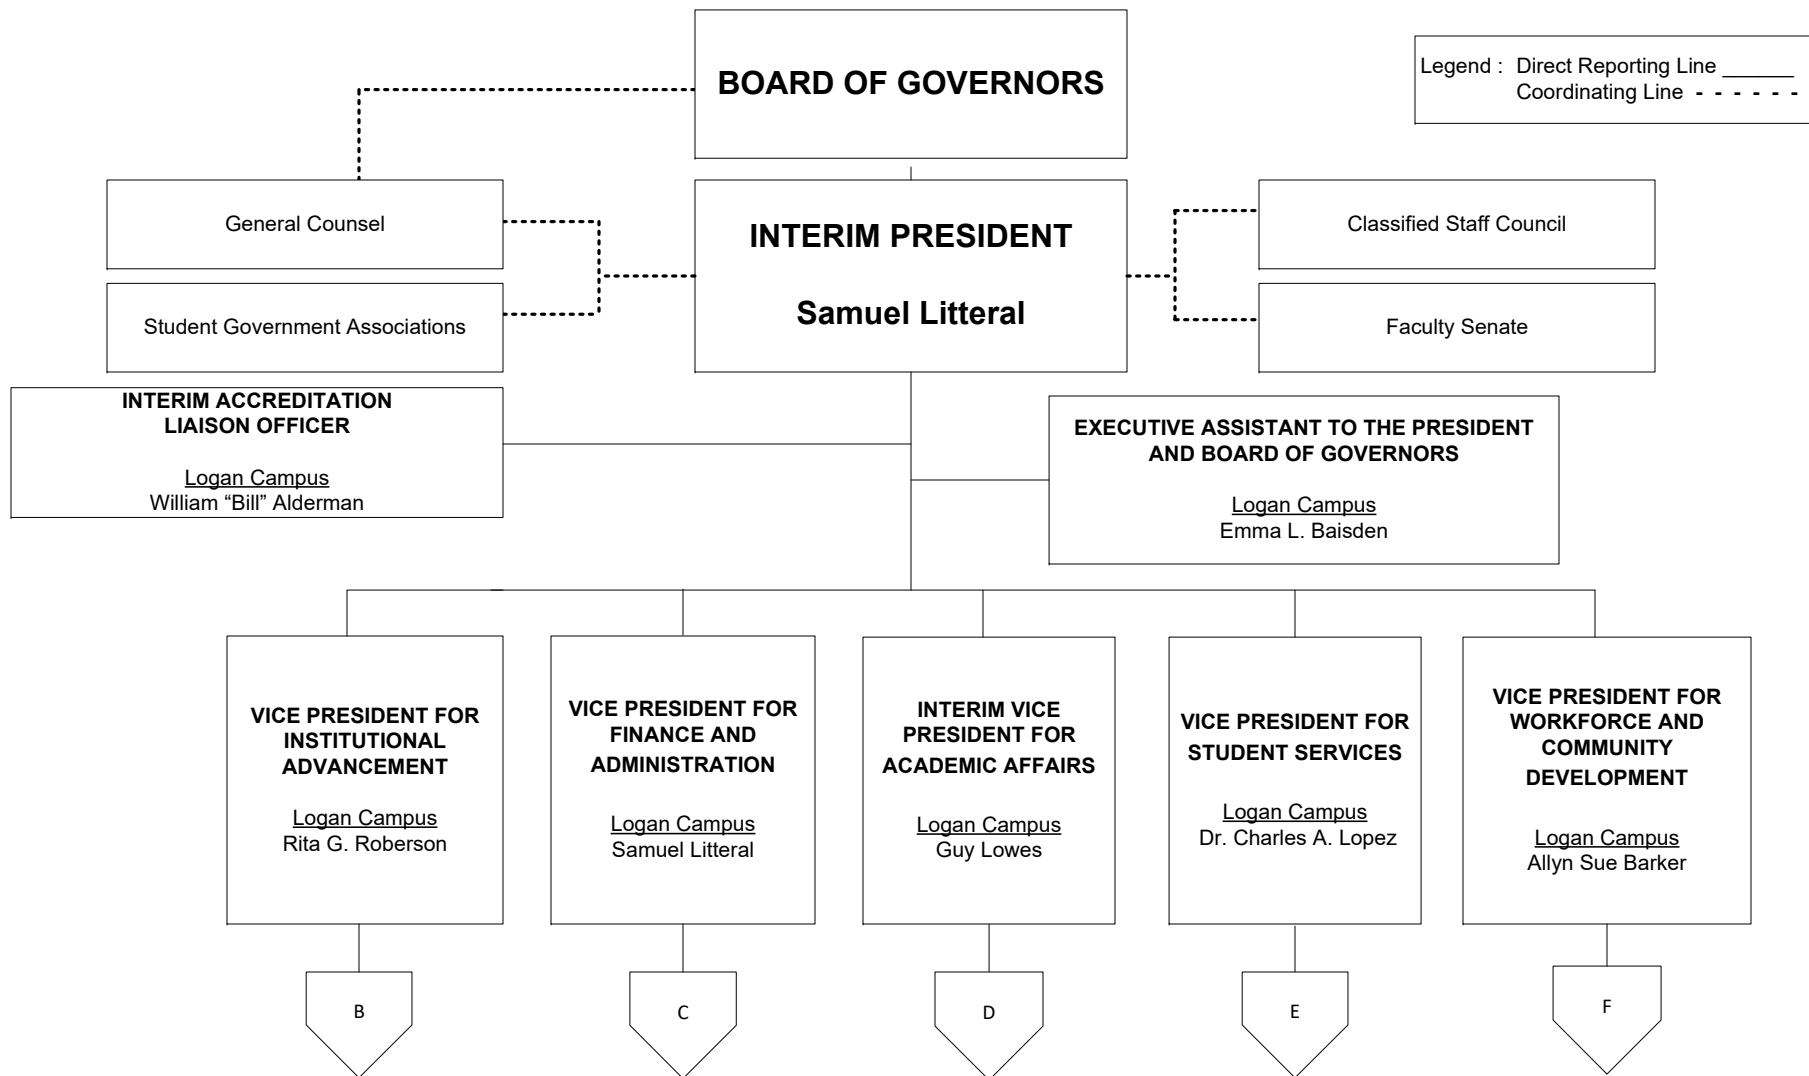 BOARD OF GOVERNORS
Legend : Direct Reporting Line ______
Coordinating Line - - - - - -
General Counsel
INTERIM PRESIDENT
Samuel Litteral
Classified Staff Council
Student Government Associations
Faculty Senate
INTERIM ACCREDITATION
LIAISON OFFICER
Logan Campus
William “Bill” Alderman
EXECUTIVE ASSISTANT TO THE PRESIDENT
AND BOARD OF GOVERNORS
Logan Campus
Emma L. Baisden
VICE PRESIDENT FOR
INSTITUTIONAL
ADVANCEMENT
Logan Campus
Rita G. Roberson
VICE PRESIDENT FOR
FINANCE AND
ADMINISTRATION
Logan Campus
Samuel Litteral
INTERIM VICE
PRESIDENT FOR
ACADEMIC AFFAIRS
Logan Campus
Guy Lowes
VICE PRESIDENT FOR
STUDENT SERVICES
Logan Campus
Dr. Charles A. Lopez
VICE PRESIDENT FOR
WORKFORCE AND
COMMUNITY
DEVELOPMENT
Logan Campus
Allyn Sue Barker
B
C
D
E
F